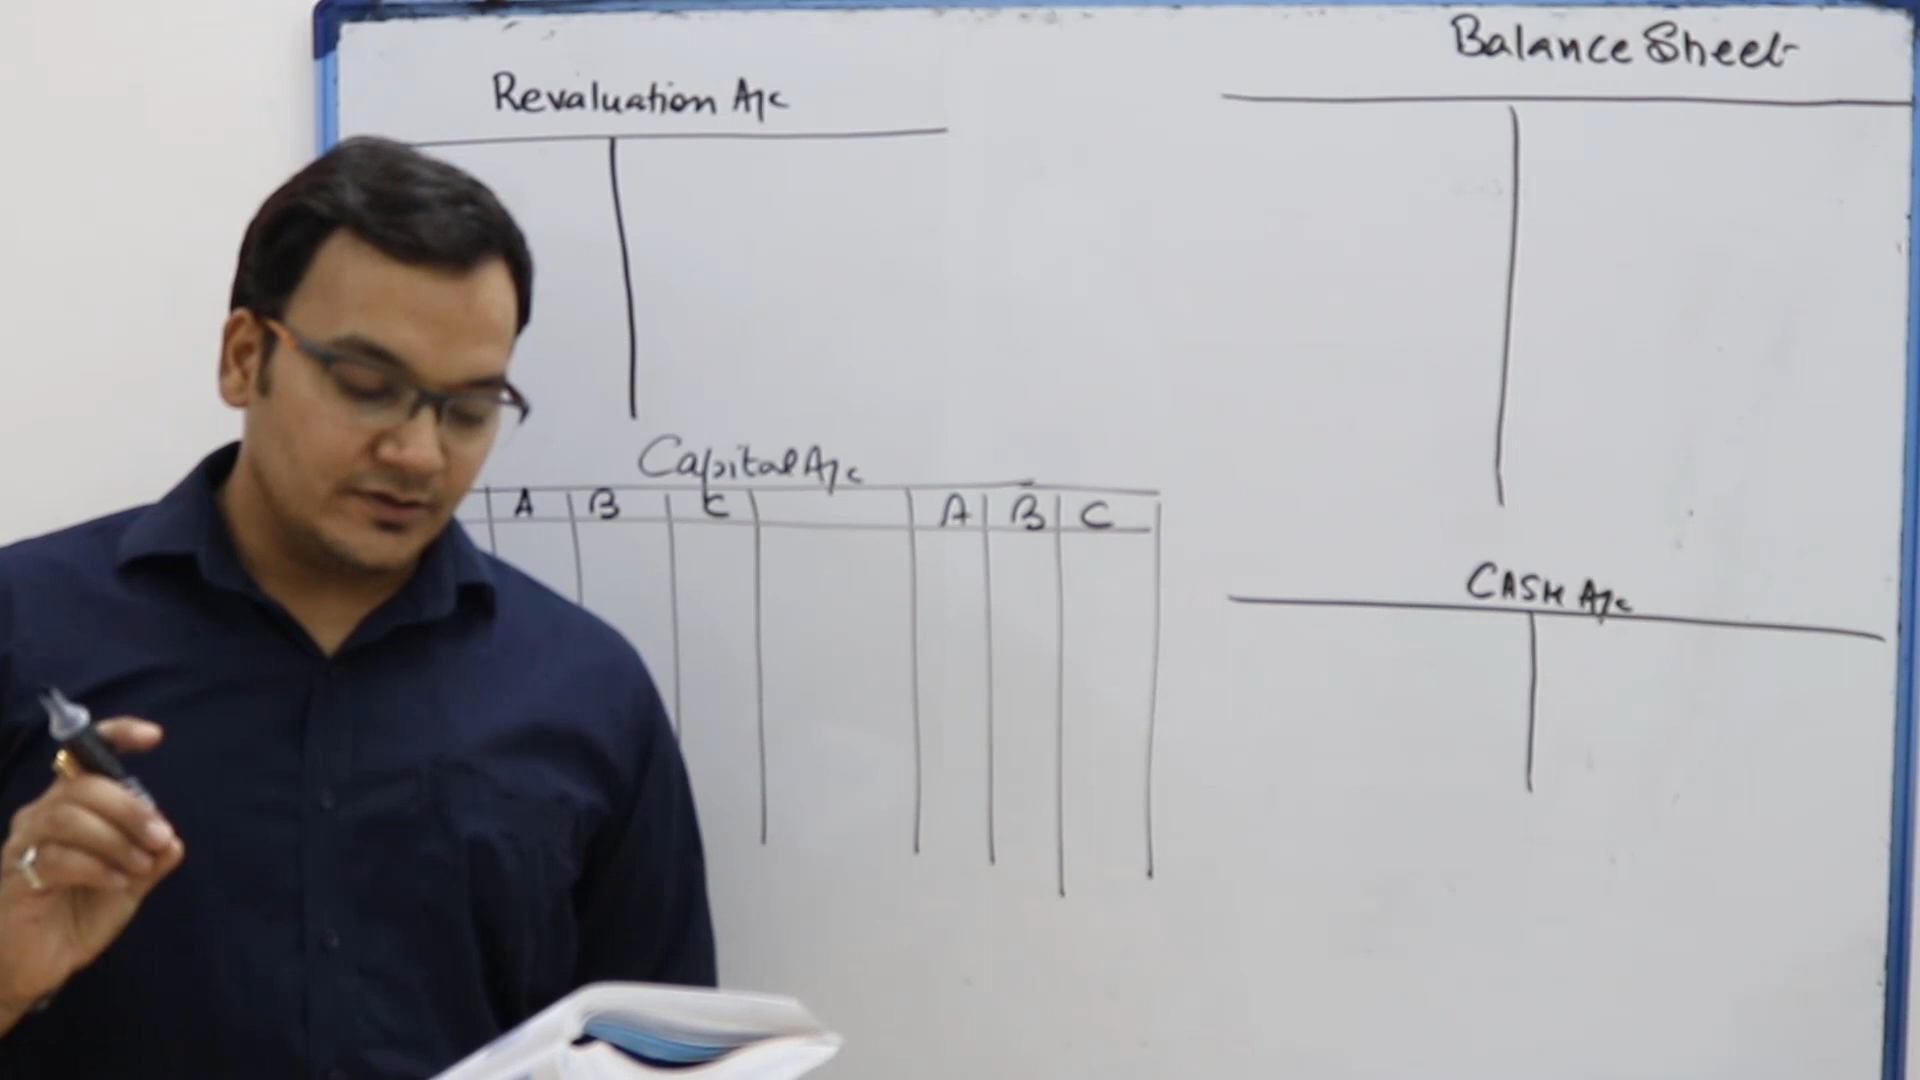 Revaluation A/c
Capital A/c
A B C A B C
Balance Sheet
CASH A/c